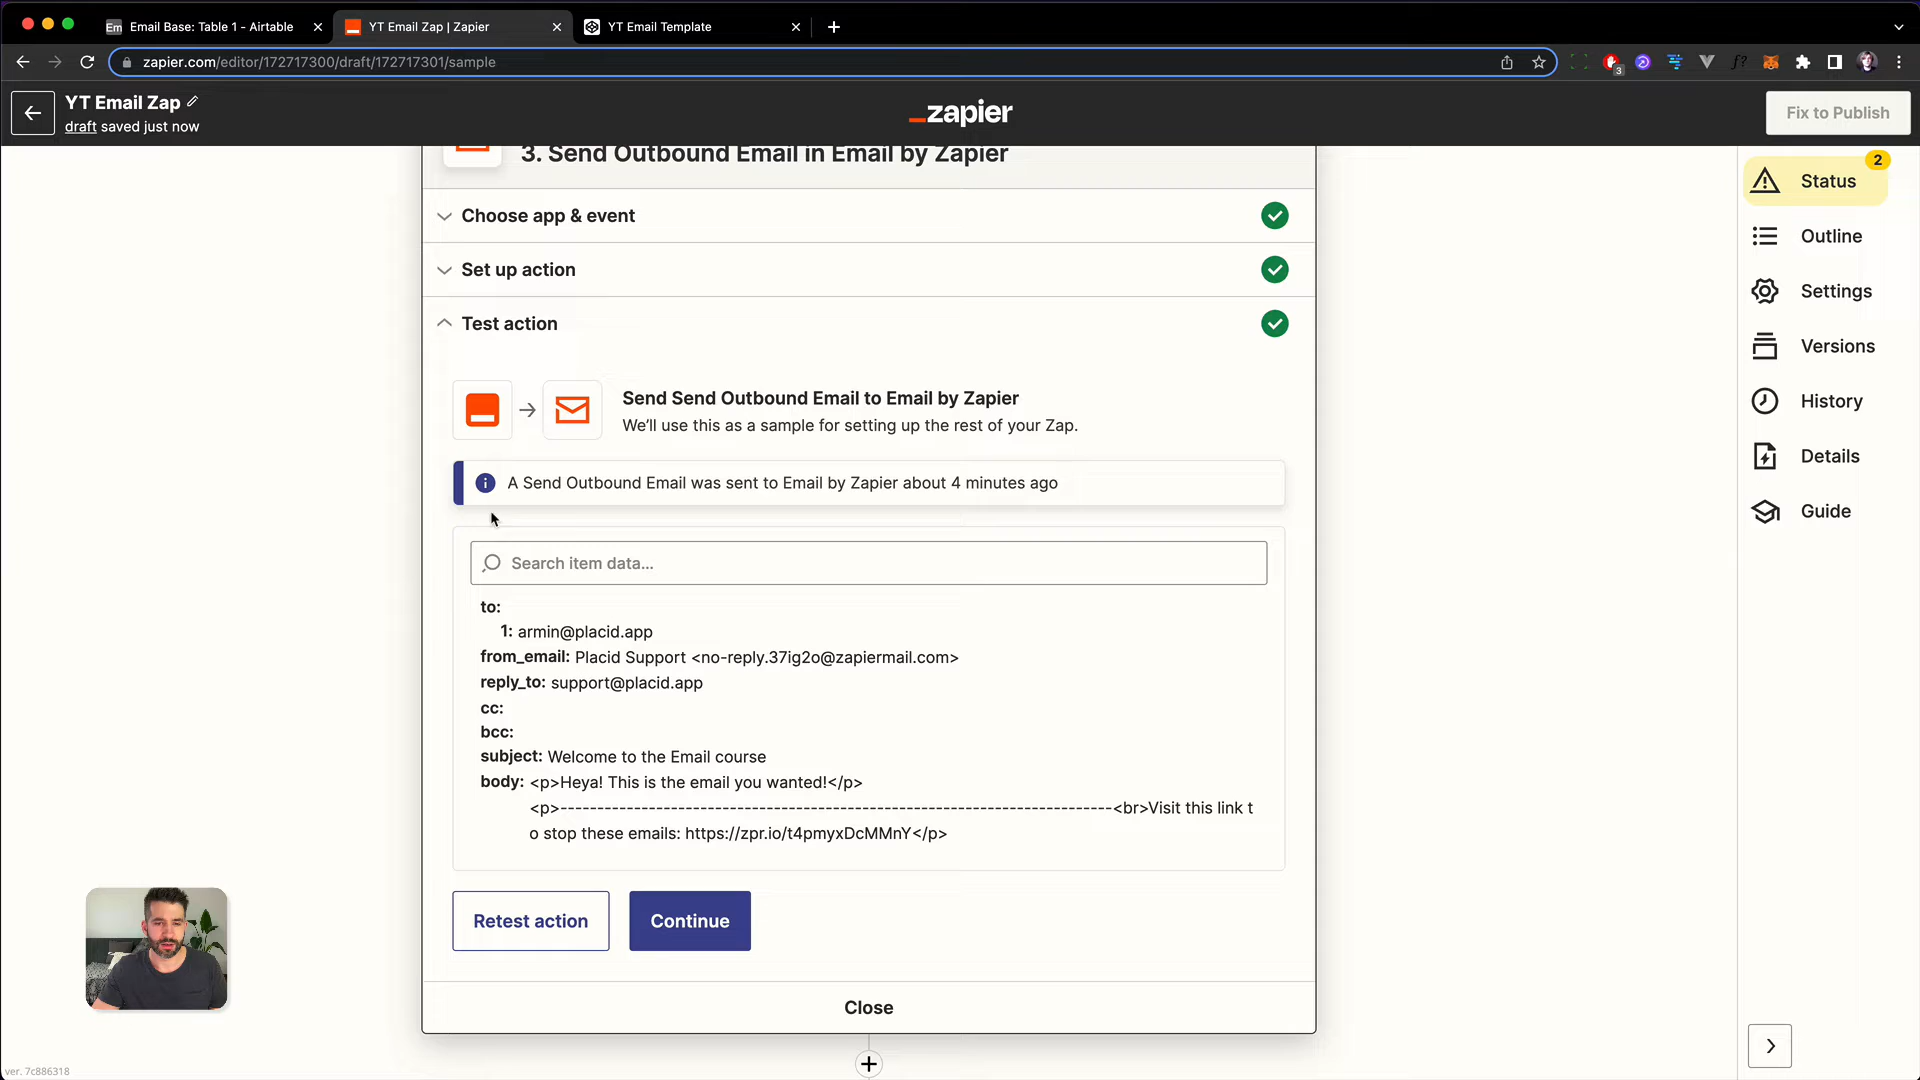 Em Email Base: Table 1 - Airtable
YT Email Zap | Zapier
YT Email Template
zapier.com/editor/172717300/draft/172717301/sample
3
f?
YT Email Zap
draft saved just now
_zapier
Fix to Publish
3. Send Outbound Email in Email by Zapier
2
Status
Choose app & event
Outline
Set up action
Settings
Test action
Versions
Send Send Outbound Email to Email by Zapier
We'll use this as a sample for setting up the rest of your Zap.
History
Details
A Send Outbound Email was sent to Email by Zapier about 4 minutes ago
Guide
Search item data...
to:
1: armin@placid.app
from_email: Placid Support <no-reply.37ig2o@zapiermail.com>
reply_to: support@placid.app
cc:
bcc:
subject: Welcome to the Email course
body: <p>Heya! This is the email you wanted!</p>
<p>---------------------------------------------------------------------------<br>Visit this link t
o stop these emails: https://zpr.io/t4pmyxDcMMnY</p>
Retest action
Continue
Close
ver. 7c886318